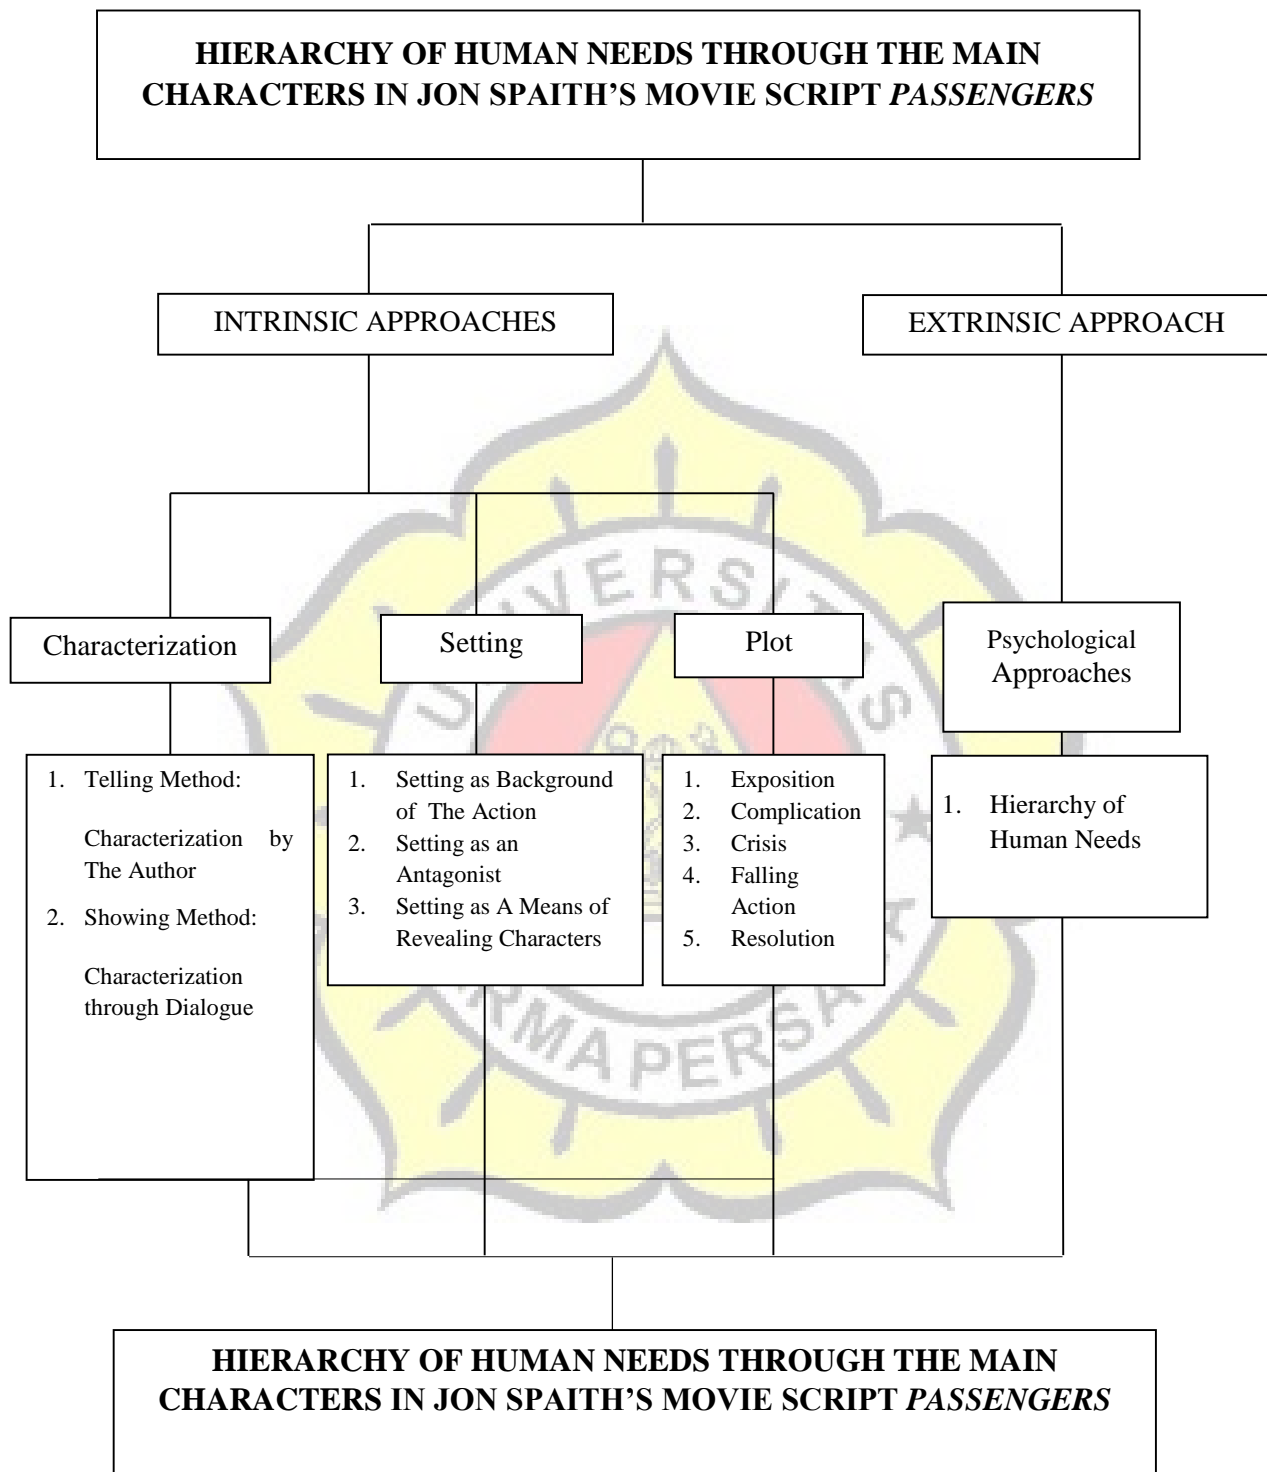 HIERARCHY OF HUMAN NEEDS THROUGH THE MAIN
CHARACTERS IN JON SPAITH'S MOVIE SCRIPT PASSENGERS
INTRINSIC APPROACHES
EXTRINSIC APPROACH
Characterization
Setting
Plot
Psychological
Approaches
1. Telling Method:
Characterization by
The Author
2. Showing Method:
Characterization
through Dialogue
1. Setting as Background
of The Action
2. Setting as an
Antagonist
3. Setting as A Means of
Revealing Characters
1. Exposition
2. Complication
3. Crisis
4. Falling
Action
5. Resolution
1. Hierarchy of
Human Needs
UNIVERSITAS
RMA PERSA
HIERARCHY OF HUMAN NEEDS THROUGH THE MAIN
CHARACTERS IN JON SPAITH'S MOVIE SCRIPT PASSENGERS